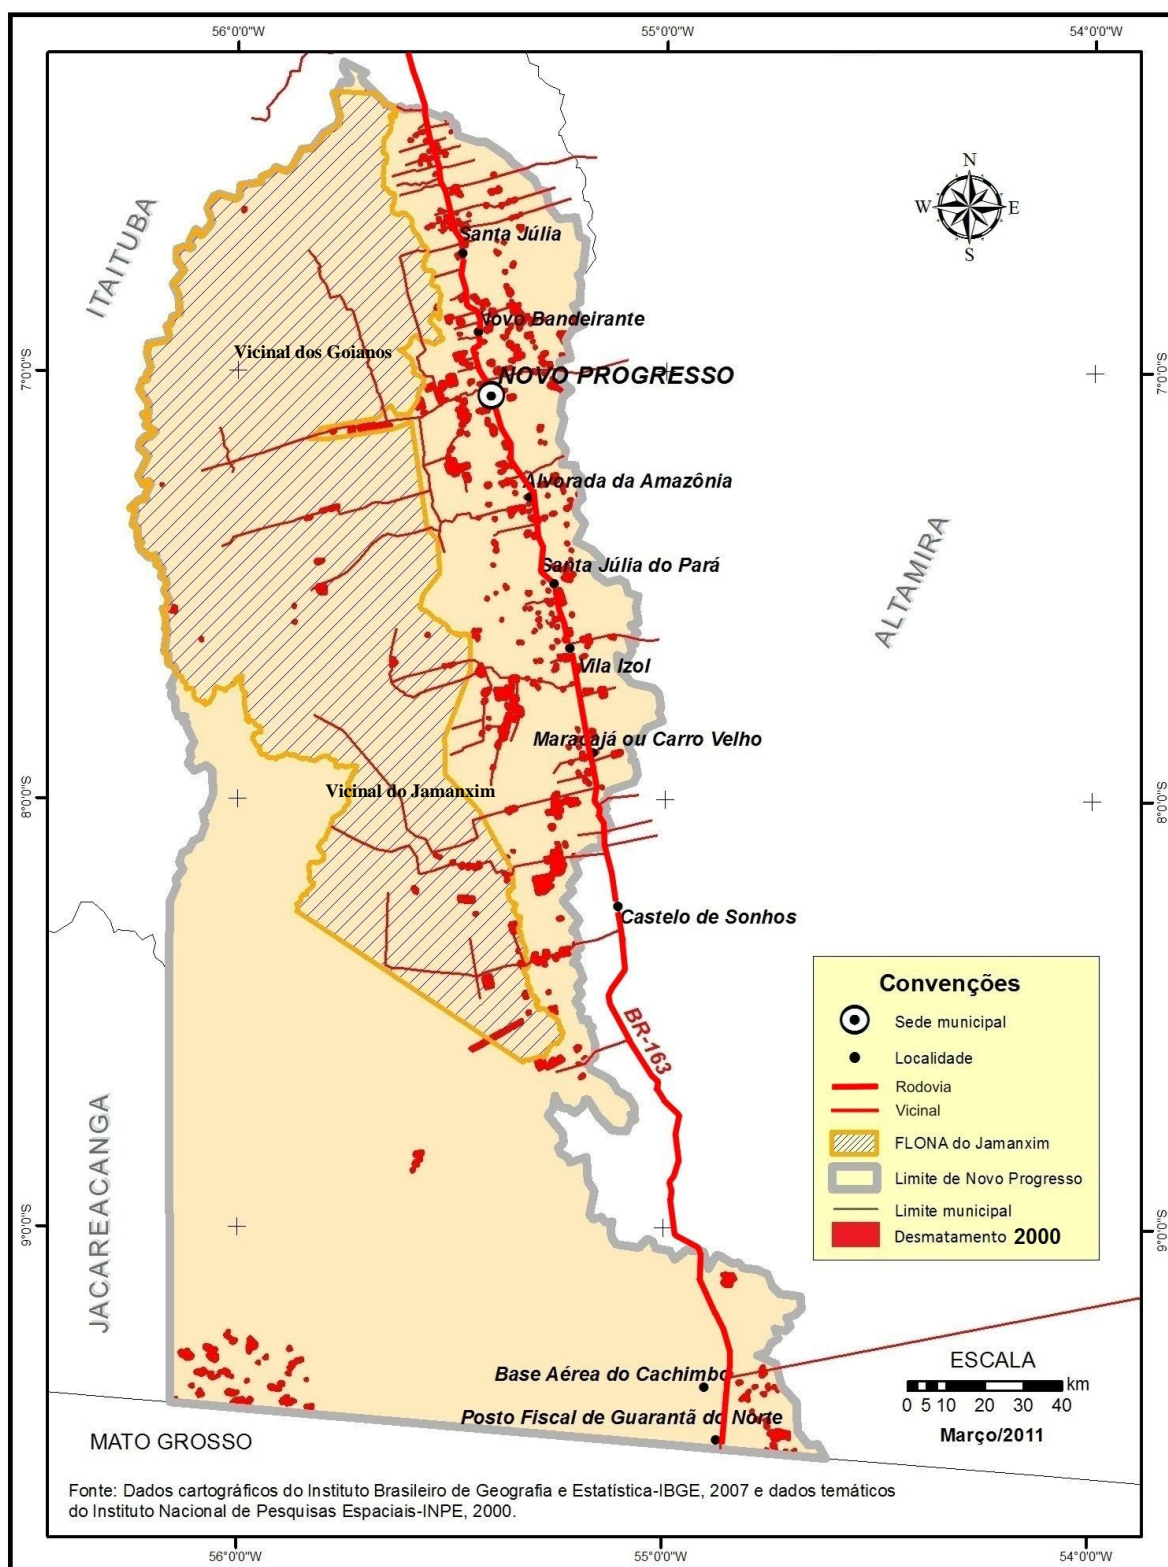 56°0'0"W
55°0'0"W
54°0'0"W
N
W
E
S
ITAITUBA
Santa Júlia
Novo Bandeirante
Vicinal dos Goianos
7°0'0"S
7°0'0"S
NOVO PROGRESSO
Alvorada da Amazônia
ALTAMIRA
Santa Júlia do Pará
Vila Izol
Maracajá ou Carro Velho
Vicinal do Jamanxim
8°0'0"S
8°0'0"S
Castelo de Sonhos
BR-163
Convenções
Sede municipal
Localidade
Rodovia
Vicinal
FLONA do Jamanxim
Limite de Novo Progresso
Limite municipal
Desmatamento 2000
JACAREACANGA
9°0'0"S
9°0'0"S
Base Aérea do Cachimbo
Posto Fiscal de Guarantã do Norte
ESCALA
km
0 5 10 20 30 40
Março/2011
MATO GROSSO
Fonte: Dados cartográficos do Instituto Brasileiro de Geografia e Estatística-IBGE, 2007 e dados temáticos
do Instituto Nacional de Pesquisas Espaciais-INPE, 2000.
56°0'0"W
55°0'0"W
54°0'0"W